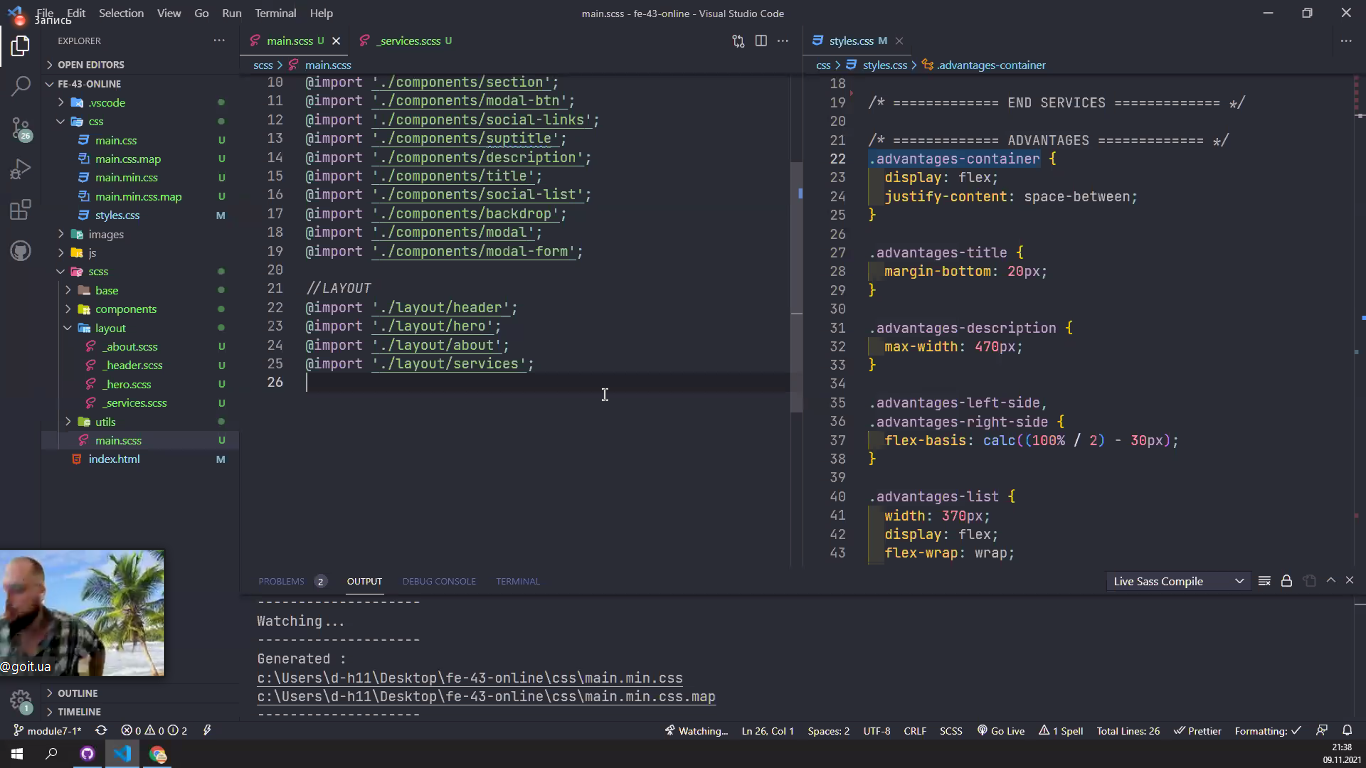 File Edit Selection View Go Run Terminal Help
main.scss - fe-43-online - Visual Studio Code
Запись
EXPLORER
OPEN EDITORS
FE-43-ONLINE
.vscode
css
main.css U
main.css.map U
main.min.css U
main.min.css.map U
styles.css M
images
js
scss
base
components
layout
_about.scss U
_header.scss U
_hero.scss U
_services.scss U
utils
main.scss U
index.html M
OUTLINE
TIMELINE
26
1
@goit.ua
main.scss U
_services.scss U
scss > main.scss
10 @import './components/section';
11 @import './components/modal-btn';
12 @import './components/social-links';
13 @import './components/suptitle';
14 @import './components/description';
15 @import './components/title';
16 @import './components/social-list';
17 @import './components/backdrop';
18 @import './components/modal';
19 @import './components/modal-form';
20
21 //LAYOUT
22 @import './layout/header';
23 @import './layout/hero';
24 @import './layout/about';
25 @import './layout/services';
26
styles.css M
css > styles.css > .advantages-container
18
19 /* ============= END SERVICES ============= */
20
21 /* ============= ADVANTAGES ============= */
22 .advantages-container {
23 display: flex;
24 justify-content: space-between;
25 }
26
27 .advantages-title {
28 margin-bottom: 20px;
29 }
30
31 .advantages-description {
32 max-width: 470px;
33 }
34
35 .advantages-left-side,
36 .advantages-right-side {
37 flex-basis: calc((100% / 2) - 30px);
38 }
39
40 .advantages-list {
41 width: 370px;
42 display: flex;
43 flex-wrap: wrap;
PROBLEMS 2 OUTPUT DEBUG CONSOLE TERMINAL
Live Sass Compile
--------------------
Watching...
--------------------
Generated :
c:\Users\d-h11\Desktop\fe-43-online\css\main.min.css
c:\Users\d-h11\Desktop\fe-43-online\css\main.min.css.map
--------------------
module7-1* 0 0 2 Watching... Ln 26, Col 1 Spaces: 2 UTF-8 CRLF SCSS Go Live 1 Spell Total Lines: 26 Prettier Formating:
21:38
09.11.2021